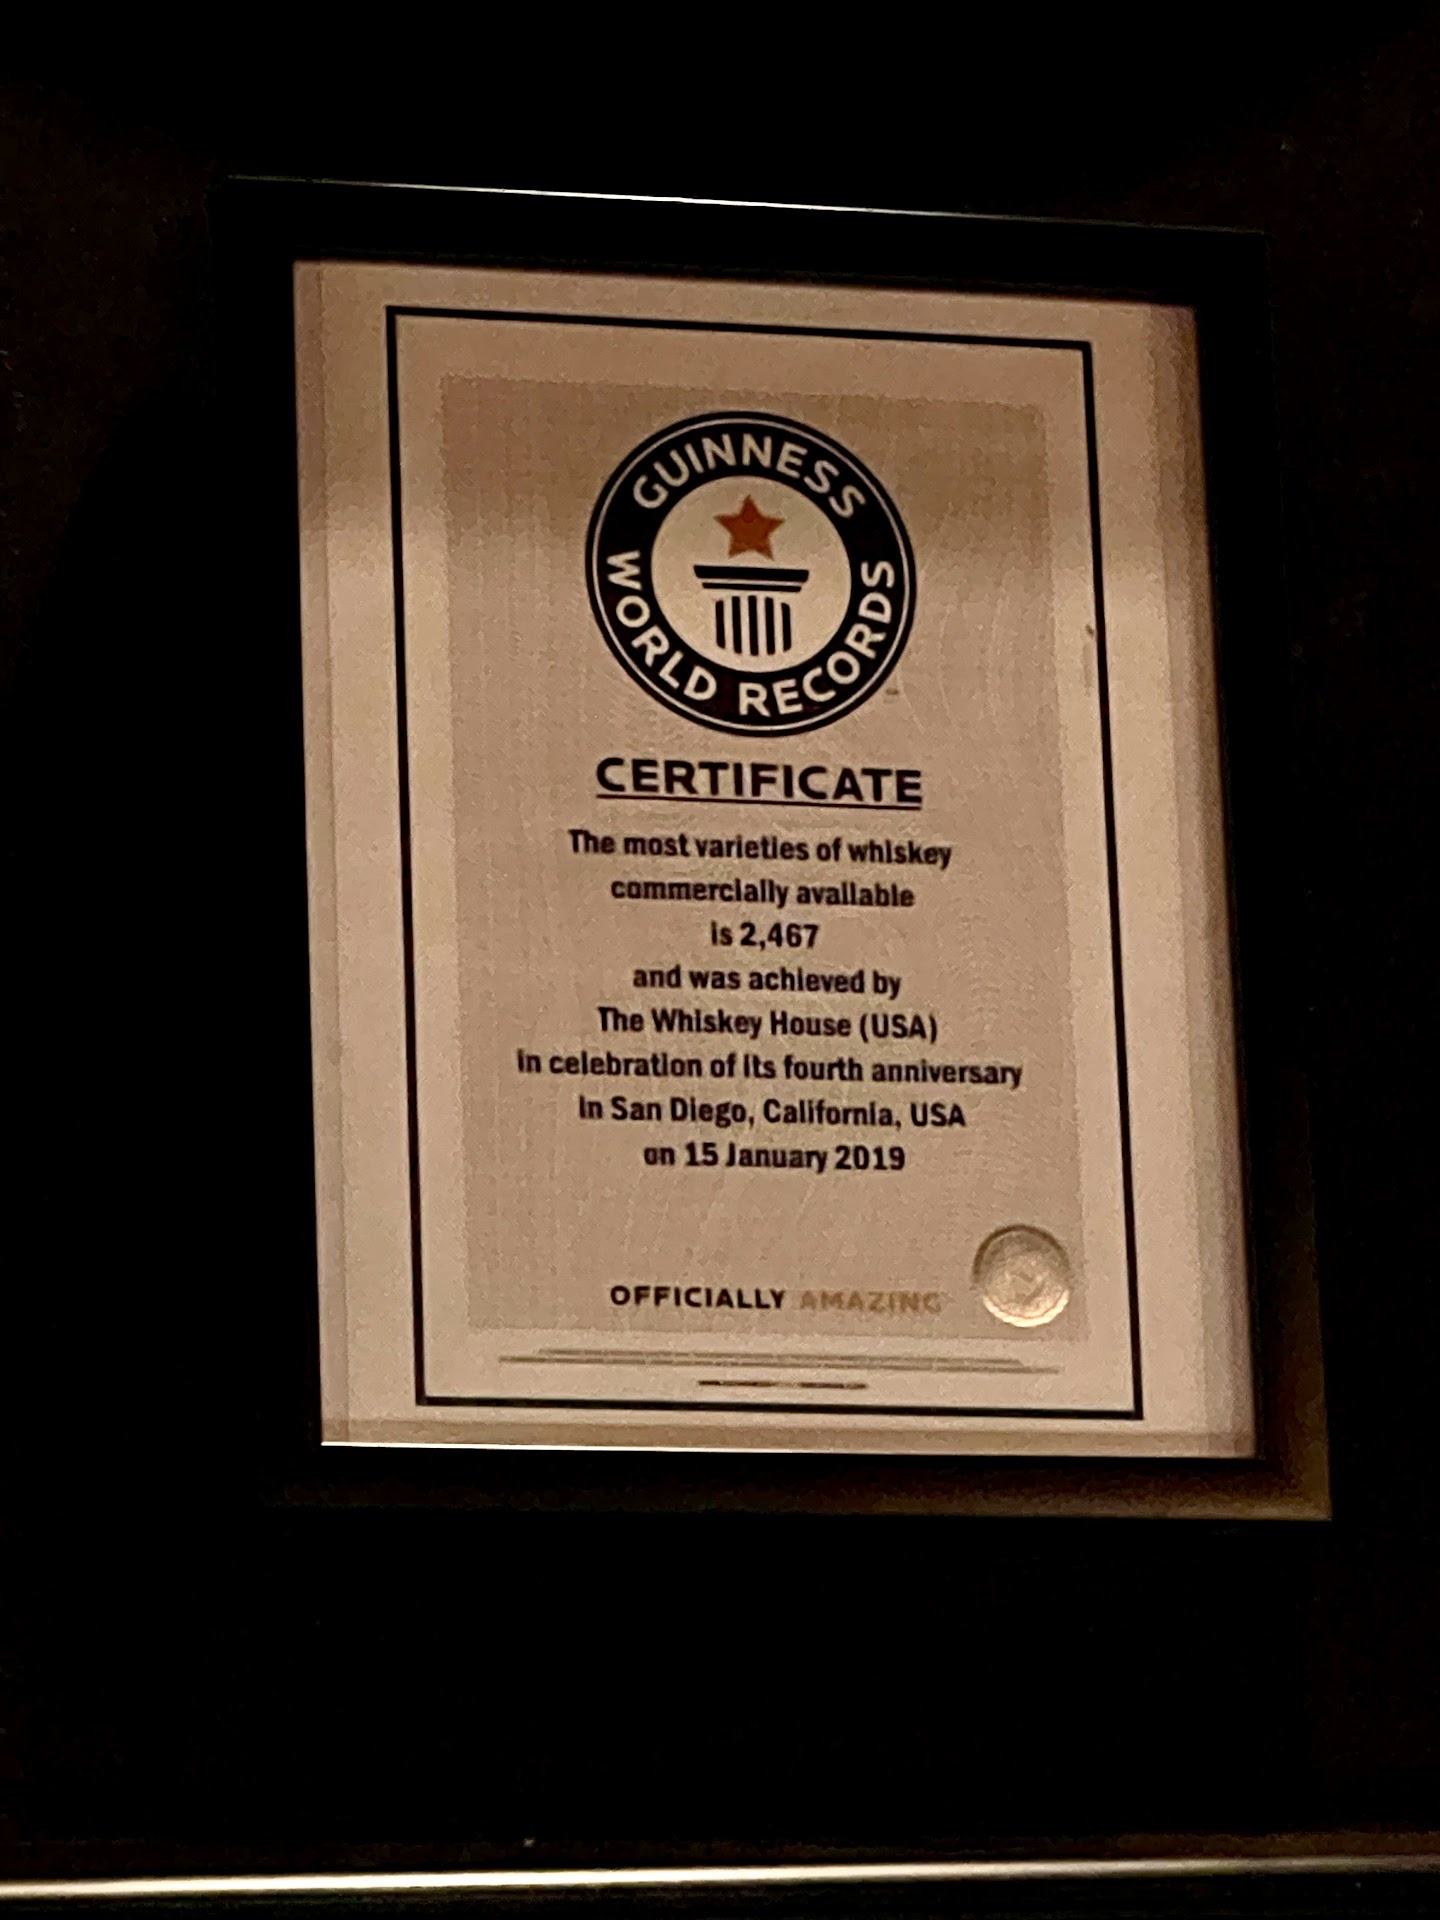 GUINNESS
WORLD RECORDS
CERTIFICATE
The most varieties of whiskey
commercially available
is 2,467
and was achieved by
The Whiskey House (USA)
in celebration of its fourth anniversary
in San Diego, California, USA
on 15 January 2019
OFFICIALLY AMAZING